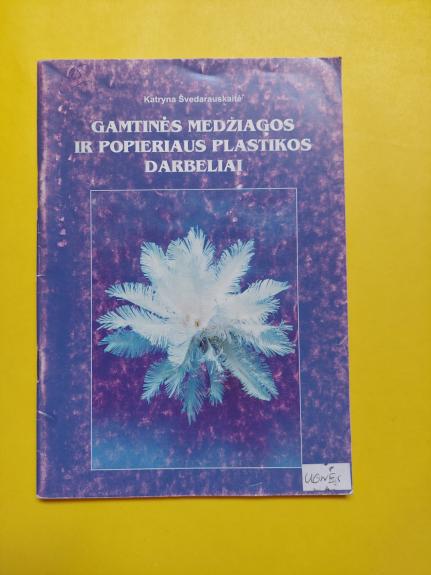 Katryna Švedarauskaitė
GAMTINĖS MEDŽIAGOS
IR POPIERIAUS PLASTIKOS
DARBELIAI
UGNĖS